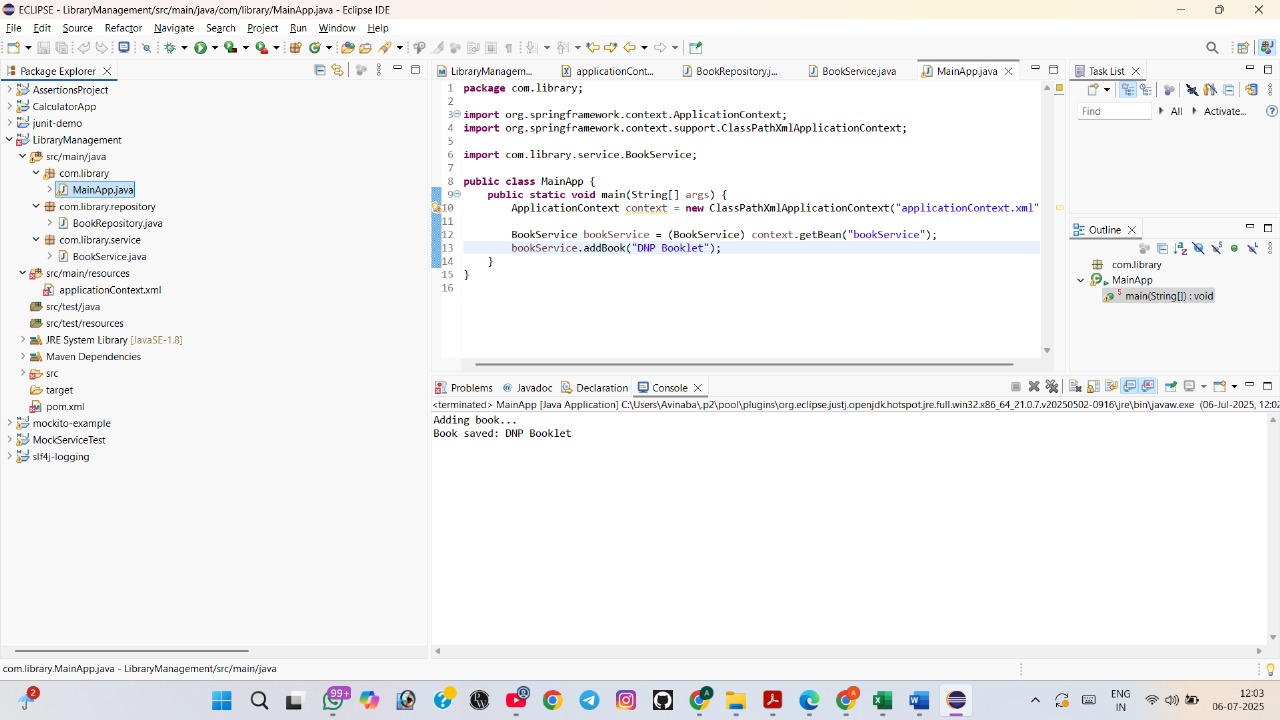 ECLIPSE - LibraryManagement/src/main/java/com/library/MainApp.java - Eclipse IDE
File Edit Source Refactor Navigate Search Project Run Window Help
Package Explorer
AssertionsProject
CalculatorApp
junit-demo
LibraryManagement
src/main/java
com.library
MainApp.java
com.library.repository
BookRepository.java
com.library.service
BookService.java
src/main/resources
applicationContext.xml
src/test/java
src/test/resources
JRE System Library [JavaSE-1.8]
Maven Dependencies
src
target
pom.xml
mockito-example
MockServiceTest
slf4j-logging
LibraryManagem... applicationCont... BookRepository.j... BookService.java MainApp.java
1 package com.library;
2
3 import org.springframework.context.ApplicationContext;
4 import org.springframework.context.support.ClassPathXmlApplicationContext;
5
6 import com.library.service.BookService;
7
8 public class MainApp {
9 public static void main(String[] args) {
10 ApplicationContext context = new ClassPathXmlApplicationContext("applicationContext.xml"
11
12 BookService bookService = (BookService) context.getBean("bookService");
13 bookService.addBook("DNP Booklet");
14 }
15 }
16
Task List
Find All Activate...
Outline
com.library
MainApp
main(String[]) : void
Problems Javadoc Declaration Console
<terminated> MainApp [Java Application] C:\Users\Avinaba\.p2\pool\plugins\org.eclipse.justj.openjdk.hotspot.jre.full.win32.x86_64_21.0.7.v20250502-0916\jre\bin\javaw.exe (06-Jul-2025, 12:02
Adding book...
Book saved: DNP Booklet
com.library.MainApp.java - LibraryManagement/src/main/java
2
99+
A
A
ENG
IN
12:03
06-07-2025